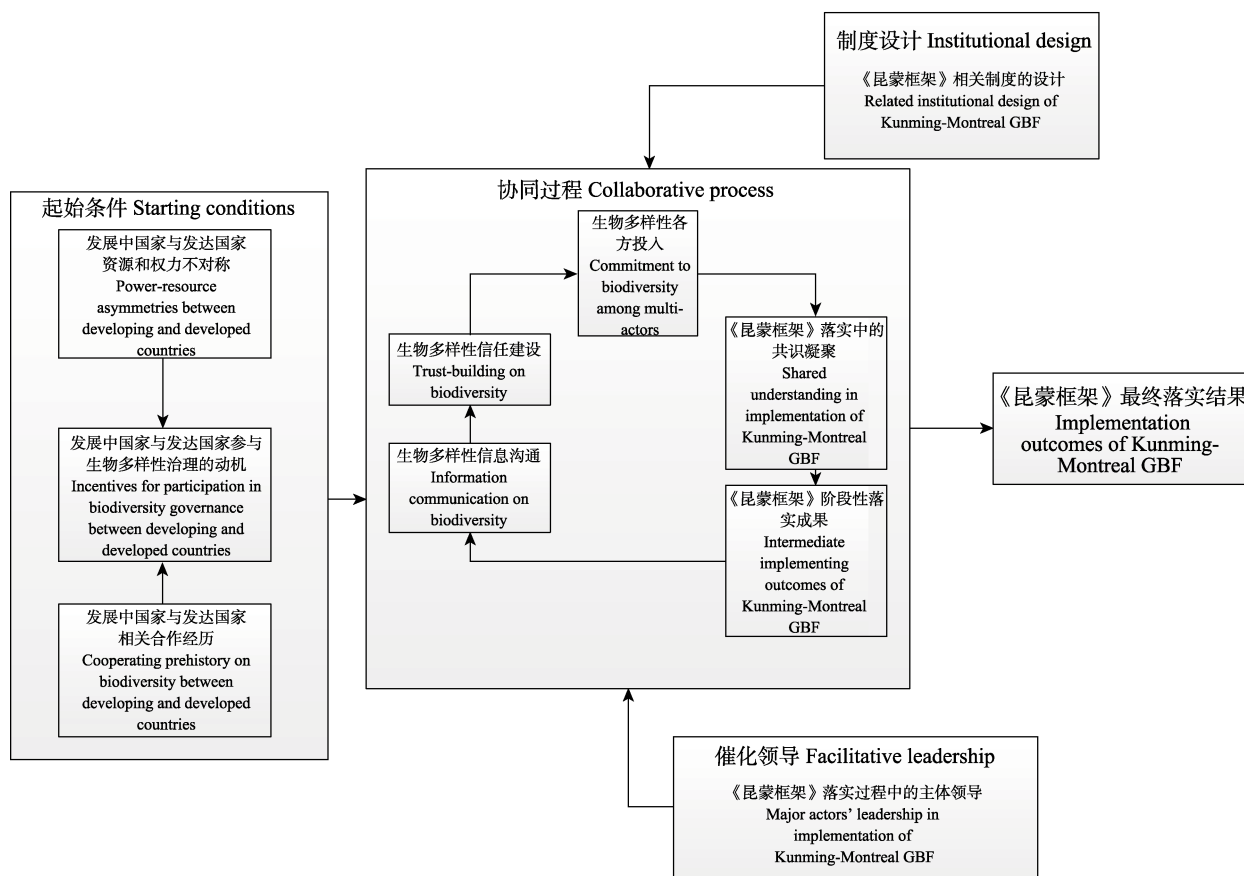 制度设计 Institutional design
《昆蒙框架》相关制度的设计
Related institutional design of
Kunming-Montreal GBF
起始条件 Starting conditions
发展中国家与发达国家
资源和权力不对称
Power-resource
asymmetries between
developing and developed
countries
发展中国家与发达国家参与
生物多样性治理的动机
Incentives for participation in
biodiversity governance
between developing and
developed countries
发展中国家与发达国家
相关合作经历
Cooperating prehistory on
biodiversity between
developing and developed
countries
协同过程 Collaborative process
生物多样性各
方投入
Commitment to
biodiversity
among multi-
actors
生物多样性信任建设
Trust-building on
biodiversity
生物多样性信息沟通
Information
communication on
biodiversity
《昆蒙框架》落实中的
共识凝聚
Shared
understanding in
implementation of
Kunming-Montreal
GBF
《昆蒙框架》阶段性落
实成果
Intermediate
implementing
outcomes of
Kunming-Montreal
GBF
《昆蒙框架》最终落实结果
Implementation
outcomes of Kunming-
Montreal GBF
催化领导 Facilitative leadership
《昆蒙框架》落实过程中的主体领导
Major actors’ leadership in
implementation of
Kunming-Montreal GBF